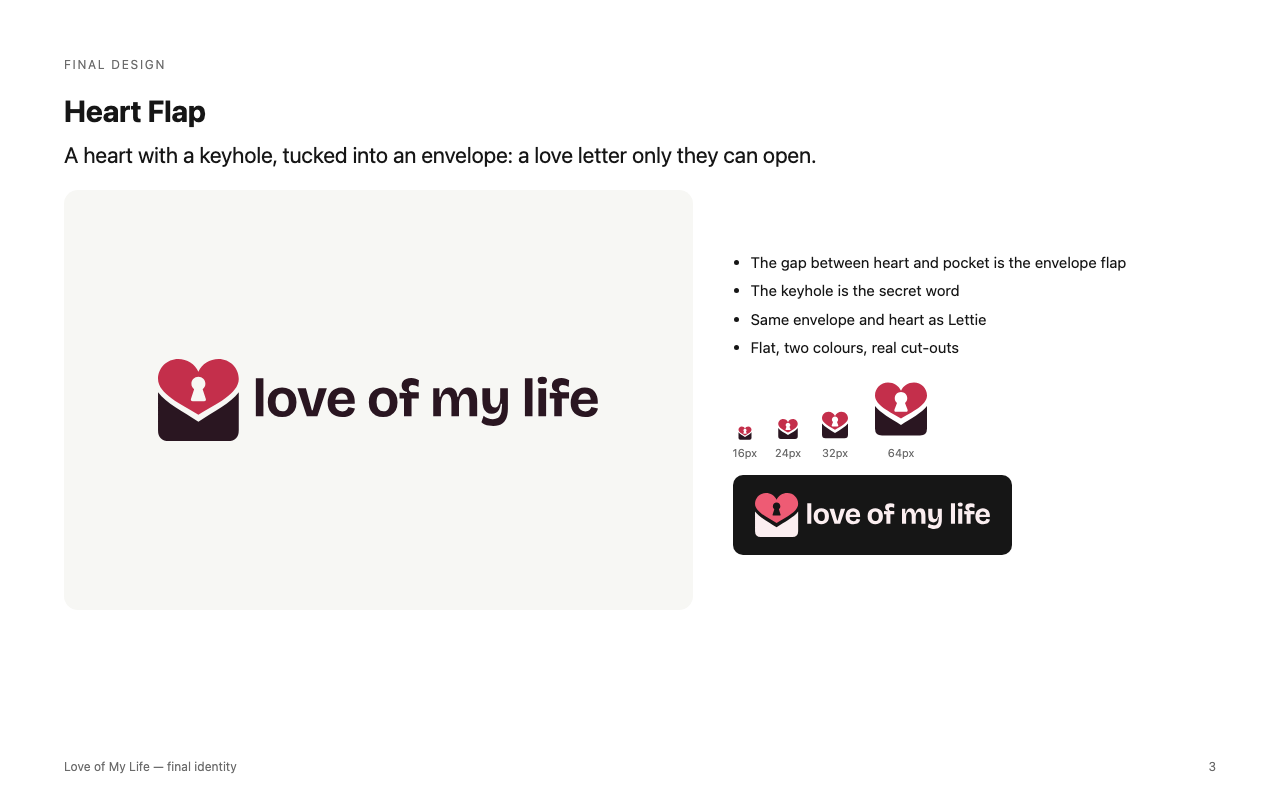 FINAL DESIGN
Heart Flap
A heart with a keyhole, tucked into an envelope: a love letter only they can open.
love of my life
The gap between heart and pocket is the envelope flap
The keyhole is the secret word
Same envelope and heart as Lettie
Flat, two colours, real cut-outs
16px 24px 32px 64px
love of my life
Love of My Life — final identity
3